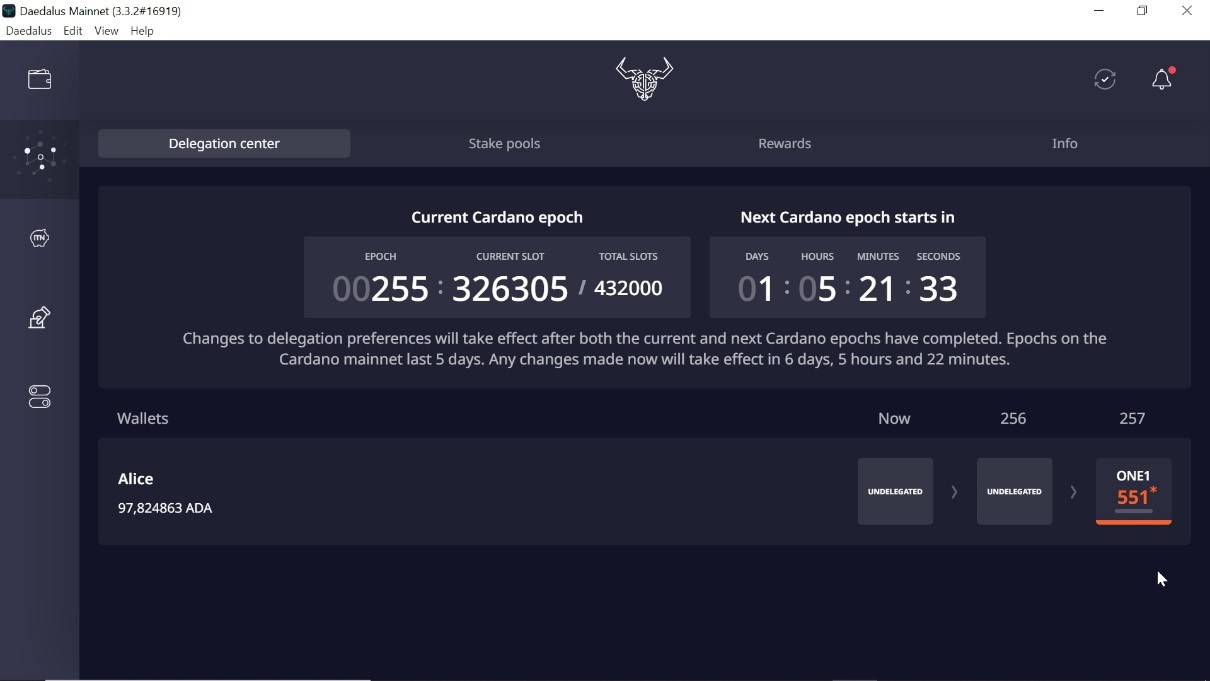 Daedalus Mainnet (3.3.2#16919)
Daedalus Edit View Help
Delegation center Stake pools Rewards Info
Current Cardano epoch Next Cardano epoch starts in
EPOCH CURRENT SLOT TOTAL SLOTS DAYS HOURS MINUTES SECONDS
00255 : 326305 / 432000 01 : 05 : 21 : 33
Changes to delegation preferences will take effect after both the current and next Cardano epochs have completed. Epochs on the
Cardano mainnet last 5 days. Any changes made now will take effect in 6 days, 5 hours and 22 minutes.
Wallets Now 256 257
Alice
97,824863 ADA
UNDELEGATED UNDELEGATED ONE1
551*
ITN